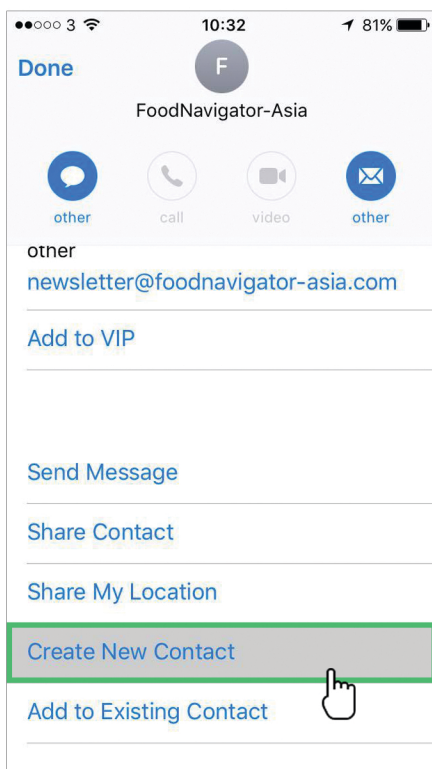 ●●○○○ 3 10:32 81%
Done
F
FoodNavigator-Asia
other call video other
other
newsletter@foodnavigator-asia.com
Add to VIP
Send Message
Share Contact
Share My Location
Create New Contact
Add to Existing Contact